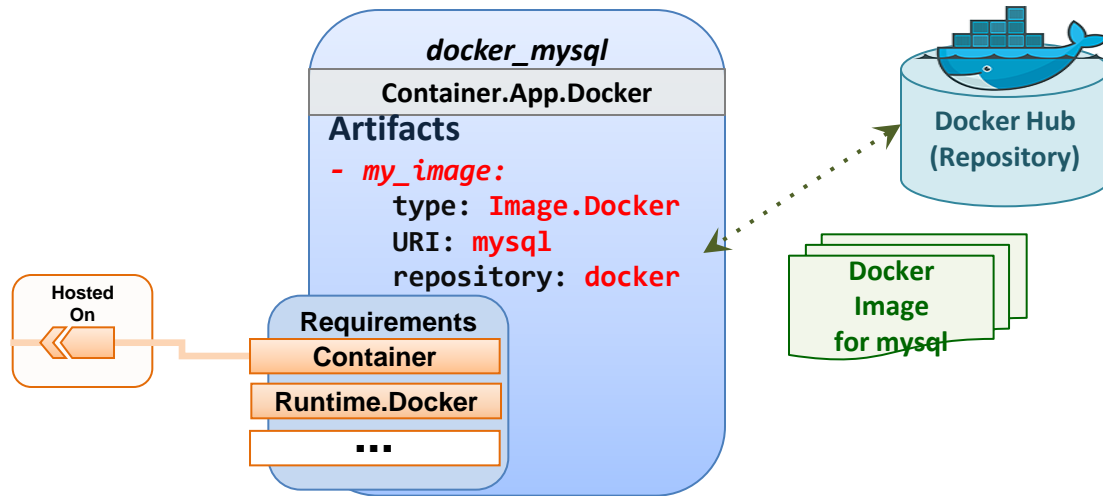 docker_mysql
Container.App.Docker
Artifacts
- my_image:
type: Image.Docker
URI: mysql
repository: docker
Docker Hub
(Repository)
Docker
Image
for mysql
Hosted
On
Requirements
Container
Runtime.Docker
...